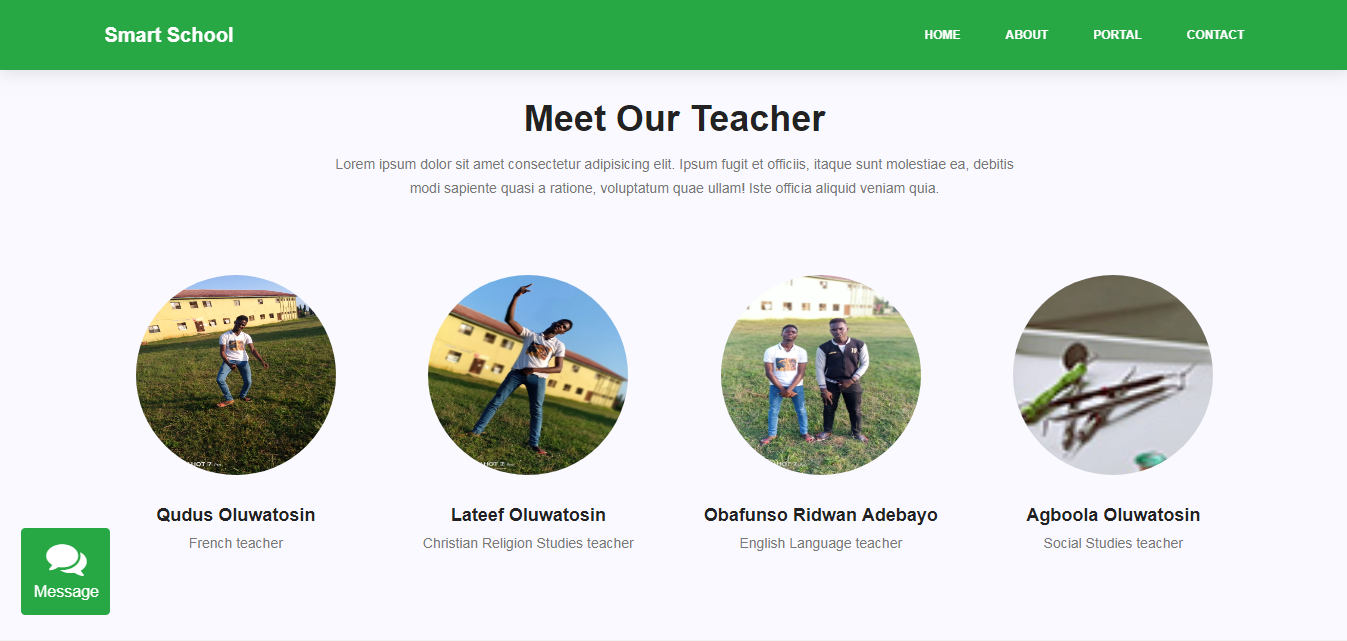 Smart School
HOME ABOUT PORTAL CONTACT
Meet Our Teacher
Lorem ipsum dolor sit amet consectetur adipisicing elit. Ipsum fugit et officiis, itaque sunt molestiae ea, debitis
modi sapiente quasi a ratione, voluptatum quae ullam! Iste officia aliquid veniam quia.
Qudus Oluwatosin
French teacher
Lateef Oluwatosin
Christian Religion Studies teacher
Obafunso Ridwan Adebayo
English Language teacher
Agboola Oluwatosin
Social Studies teacher
Message